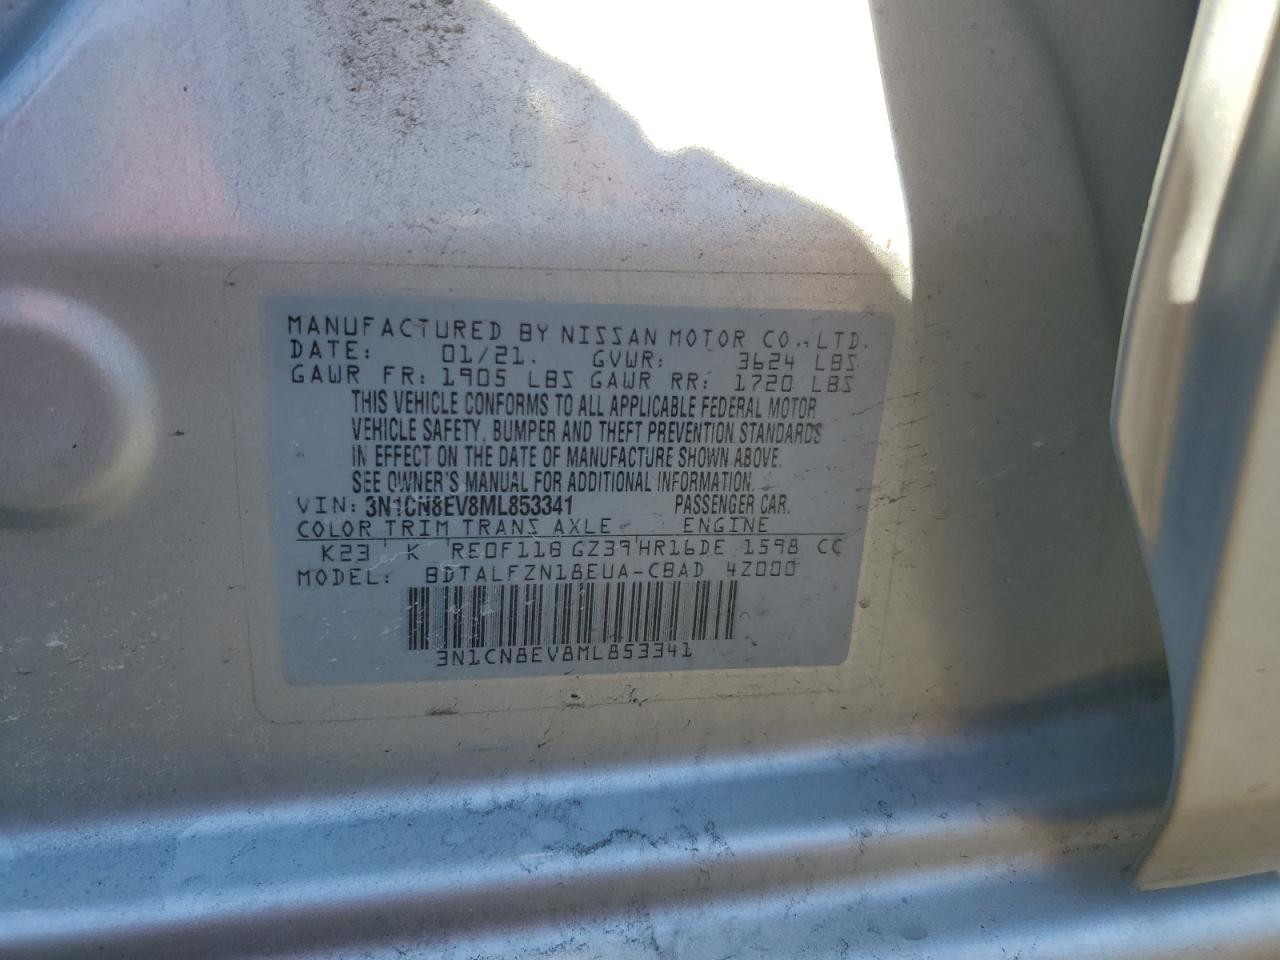 MANUFACTURED BY NISSAN MOTOR CO., LTD.
DATE: 01/21. GVWR: 3624 LBS
GAWR FR: 1905 LBS GAWR RR: 1720 LBS
THIS VEHICLE CONFORMS TO ALL APPLICABLE FEDERAL MOTOR
VEHICLE SAFETY, BUMPER AND THEFT PREVENTION STANDARDS
IN EFFECT ON THE DATE OF MANUFACTURE SHOWN ABOVE.
SEE OWNER'S MANUAL FOR ADDITIONAL INFORMATION.
VIN: 3N1CN8EV8ML853341 PASSENGER CAR.
COLOR TRIM TRANS AXLE ENGINE
K23 K RE0F11B GZ39 HR16DE 1598 CC
MODEL: BDTALFZN18EUA-CBAD 4Z000
3N1CN8EV8ML853341